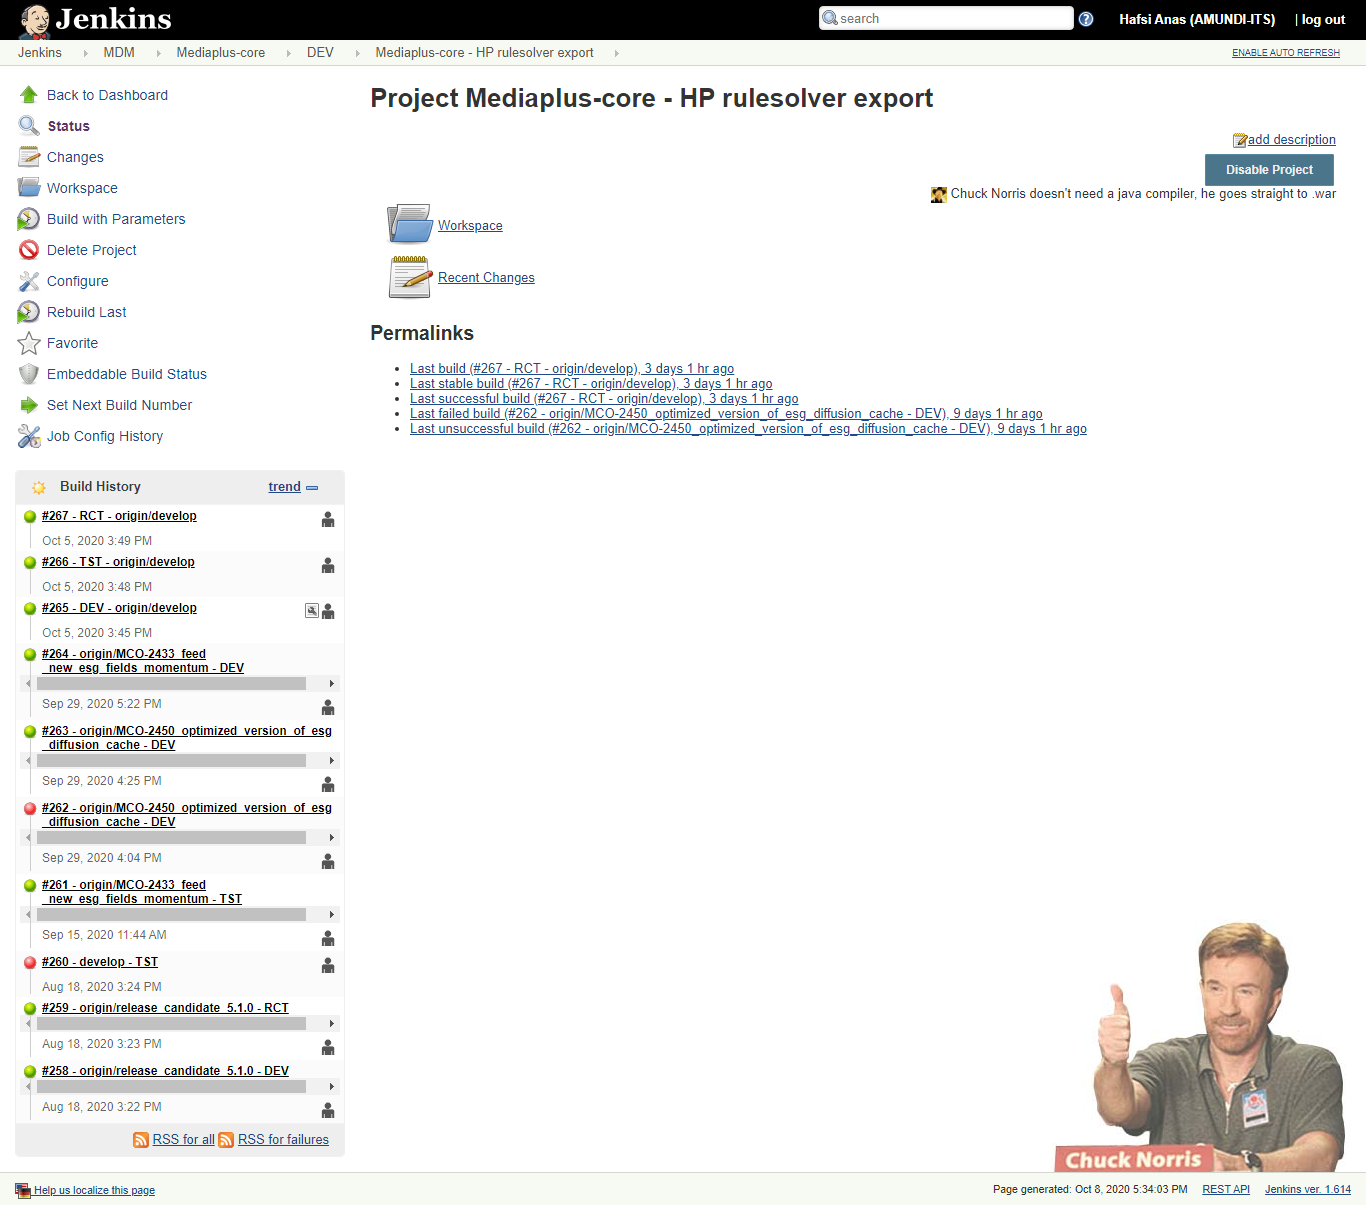 Jenkins
search
?
Hafsi Anas (AMUNDI-ITS)
| log out
Jenkins
MDM
Mediaplus-core
DEV
Mediaplus-core - HP rulesolver export
ENABLE AUTO REFRESH
Back to Dashboard
Status
Changes
Workspace
Build with Parameters
Delete Project
Configure
Rebuild Last
Favorite
Embeddable Build Status
Set Next Build Number
Job Config History
Project Mediaplus-core - HP rulesolver export
add description
Disable Project
Chuck Norris doesn't need a java compiler, he goes straight to .war
Workspace
Recent Changes
Permalinks
Last build (#267 - RCT - origin/develop), 3 days 1 hr ago
Last stable build (#267 - RCT - origin/develop), 3 days 1 hr ago
Last successful build (#267 - RCT - origin/develop), 3 days 1 hr ago
Last failed build (#262 - origin/MCO-2450_optimized_version_of_esg_diffusion_cache - DEV), 9 days 1 hr ago
Last unsuccessful build (#262 - origin/MCO-2450_optimized_version_of_esg_diffusion_cache - DEV), 9 days 1 hr ago
Build History
trend
#267 - RCT - origin/develop
Oct 5, 2020 3:49 PM
#266 - TST - origin/develop
Oct 5, 2020 3:48 PM
#265 - DEV - origin/develop
Oct 5, 2020 3:45 PM
#264 - origin/MCO-2433_feed
_new_esg_fields_momentum - DEV
Sep 29, 2020 5:22 PM
#263 - origin/MCO-2450_optimized_version_of_esg
_diffusion_cache - DEV
Sep 29, 2020 4:25 PM
#262 - origin/MCO-2450_optimized_version_of_esg
_diffusion_cache - DEV
Sep 29, 2020 4:04 PM
#261 - origin/MCO-2433_feed
_new_esg_fields_momentum - TST
Sep 15, 2020 11:44 AM
#260 - develop - TST
Aug 18, 2020 3:24 PM
#259 - origin/release_candidate_5.1.0 - RCT
Aug 18, 2020 3:23 PM
#258 - origin/release_candidate_5.1.0 - DEV
Aug 18, 2020 3:22 PM
RSS for all
RSS for failures
Chuck Norris
Help us localize this page
Page generated: Oct 8, 2020 5:34:03 PM
REST API
Jenkins ver. 1.614